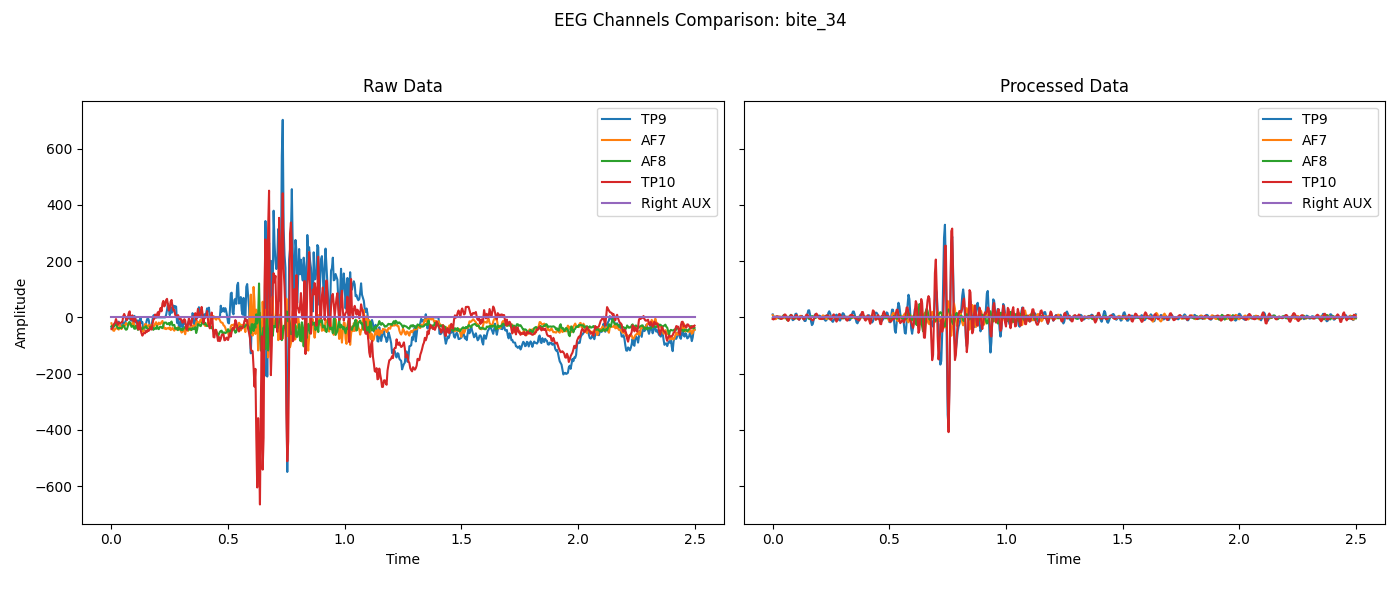 EEG Channels Comparison: bite_34
Raw Data
Amplitude
600
400
200
0
−200
−400
−600
0.0 0.5 1.0 1.5 2.0 2.5
Time
TP9
AF7
AF8
TP10
Right AUX
Processed Data
0.0 0.5 1.0 1.5 2.0 2.5
Time
TP9
AF7
AF8
TP10
Right AUX